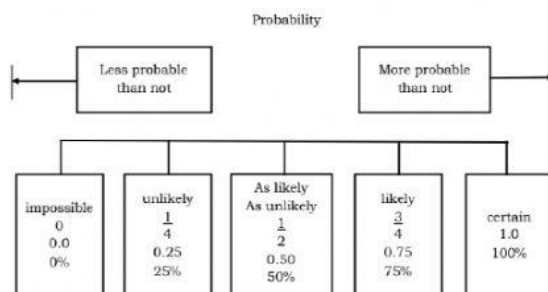 Probability
Less probable
than not
More probable
than not
impossible
0
0.0
0%
unlikely
1
4
0.25
25%
As likely
As unlikely
1
2
0.50
50%
likely
3
4
0.75
75%
certain
1.0
100%